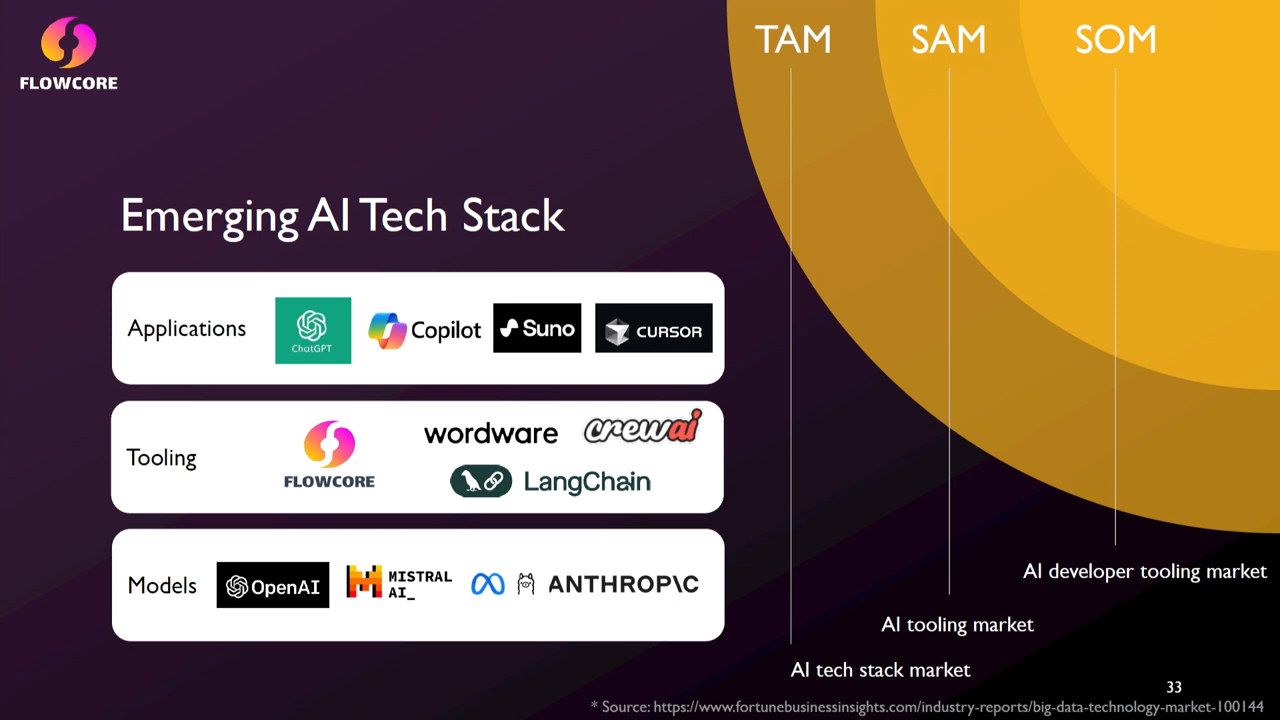 FLOWCORE
TAM
SAM
SOM
Emerging AI Tech Stack
Applications
ChatGPT
Copilot
Suno
CURSOR
Tooling
FLOWCORE
wordware
crewai
LangChain
Models
OpenAI
MISTRAL
AI_
ANTHROP\C
AI developer tooling market
AI tooling market
AI tech stack market
33
* Source: https://www.fortunebusinessinsights.com/industry-reports/big-data-technology-market-100144